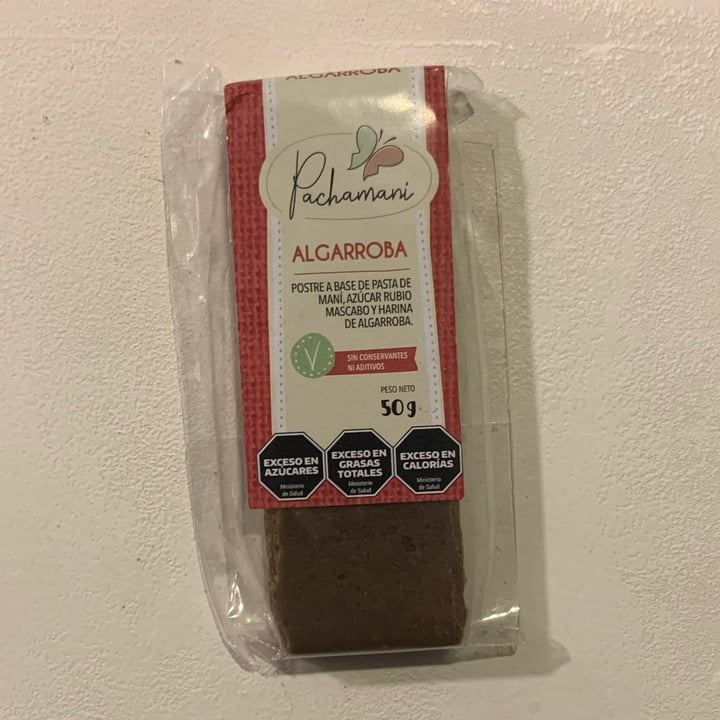 ALGARROBA
Pachamaní
ALGARROBA
POSTRE A BASE DE PASTA DE
MANÍ, AZÚCAR RUBIO
MASCABO Y HARINA
DE ALGARROBA.
V
SIN CONSERVANTES
NI ADITIVOS
PESO NETO
50g
EXCESO EN
AZÚCARES
Ministerio
de Salud
EXCESO EN
GRASAS
TOTALES
Ministerio
de Salud
EXCESO EN
CALORÍAS
Ministerio
de Salud